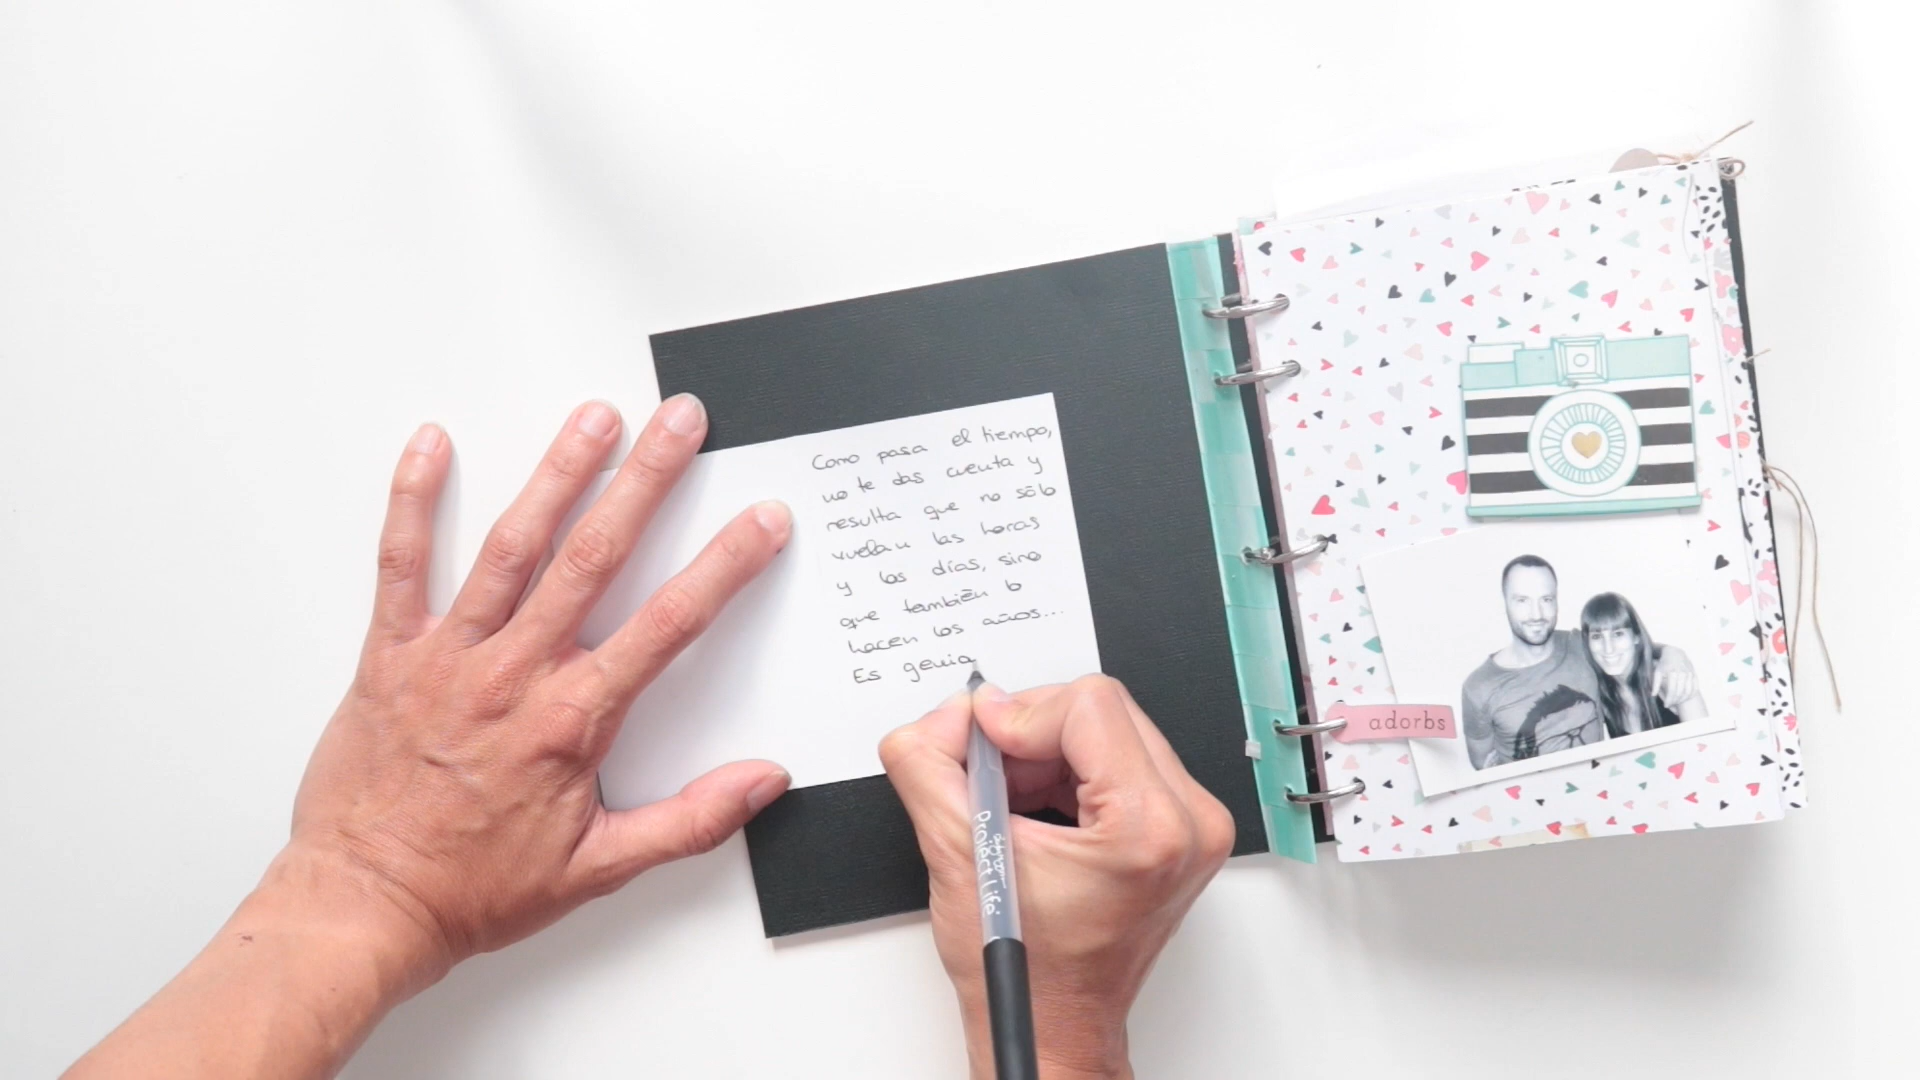 Como pasa el tiempo,
no te das cuenta y
resulta que no sólo
vuelan las horas
y los días, sino
que también lo
hacen los años...
Es genia
adorbs
Project Life